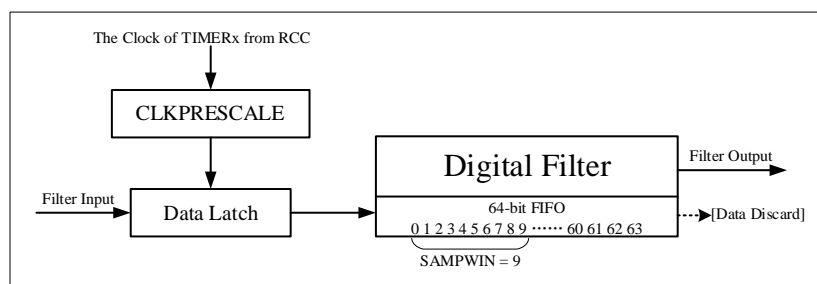 The Clock of TIMERx from RCC
CLKPRESCALE
Digital Filter
Filter Output
Filter Input
Data Latch
64-bit FIFO
[Data Discard]
0 1 2 3 4 5 6 7 8 9 ⋯⋯ 60 61 62 63
SAMPWIN = 9